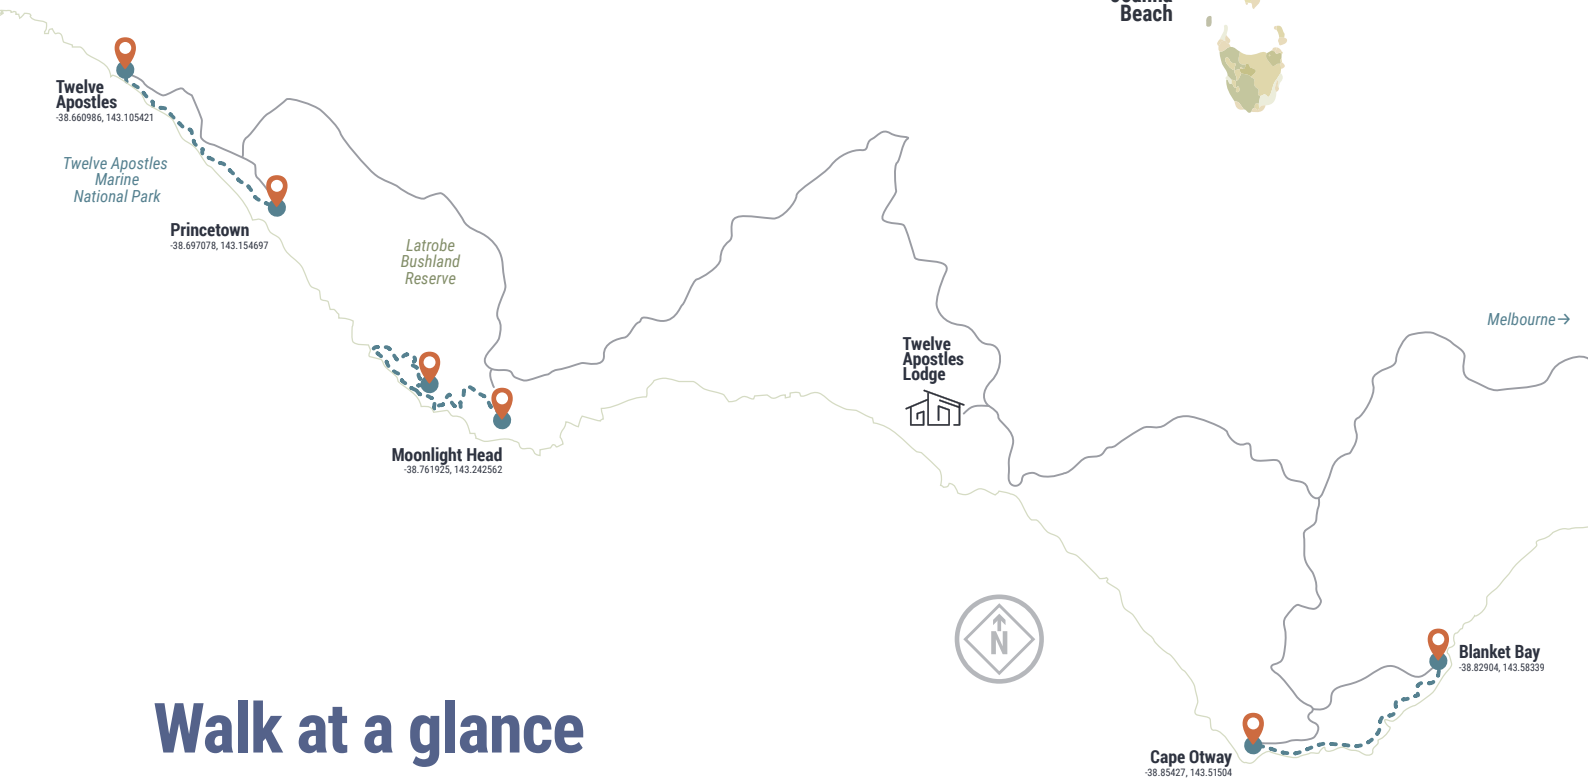 Beach
Twelve
Apostles
-38.660986, 143.105421
Twelve Apostles
Marine
National Park
Princetown
-38.697078, 143.154697
Latrobe
Bushland
Reserve
Melbourne→
Twelve
Apostles
Lodge
Moonlight Head
-38.761925, 143.242562
N
Blanket Bay
-38.82904, 143.58339
Walk at a glance
Cape Otway
-38.85427, 143.51504